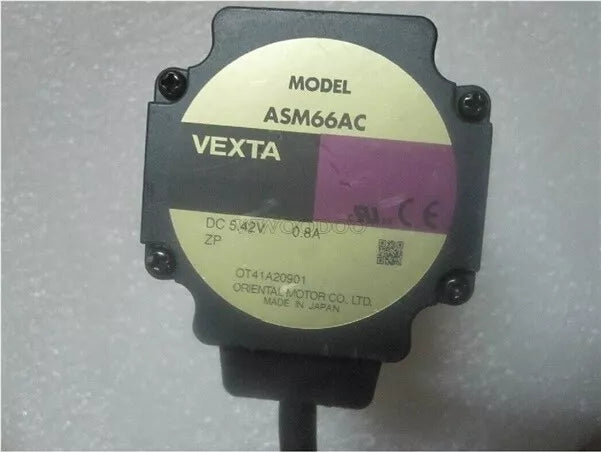 MODEL
ASM66AC
VEXTA
DC 5.42V 0.8A
ZP
OT41A20901
ORIENTAL MOTOR CO., LTD.
MADE IN JAPAN